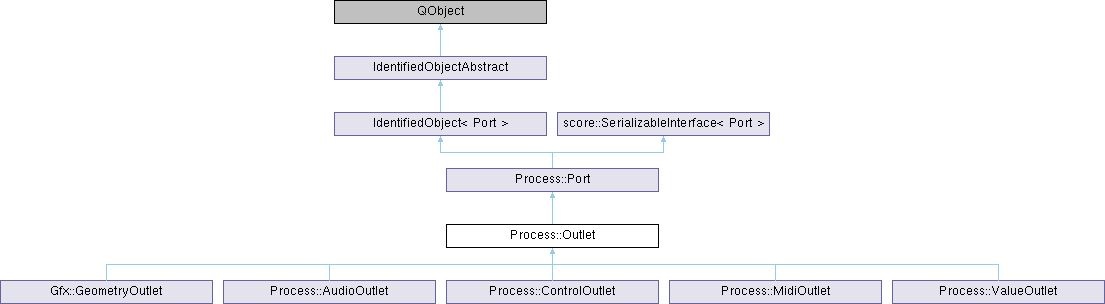 QObject
IdentifiedObjectAbstract
IdentifiedObject< Port >
score::SerializableInterface< Port >
Process::Port
Process::Outlet
Gfx::GeometryOutlet
Process::AudioOutlet
Process::ControlOutlet
Process::MidiOutlet
Process::ValueOutlet